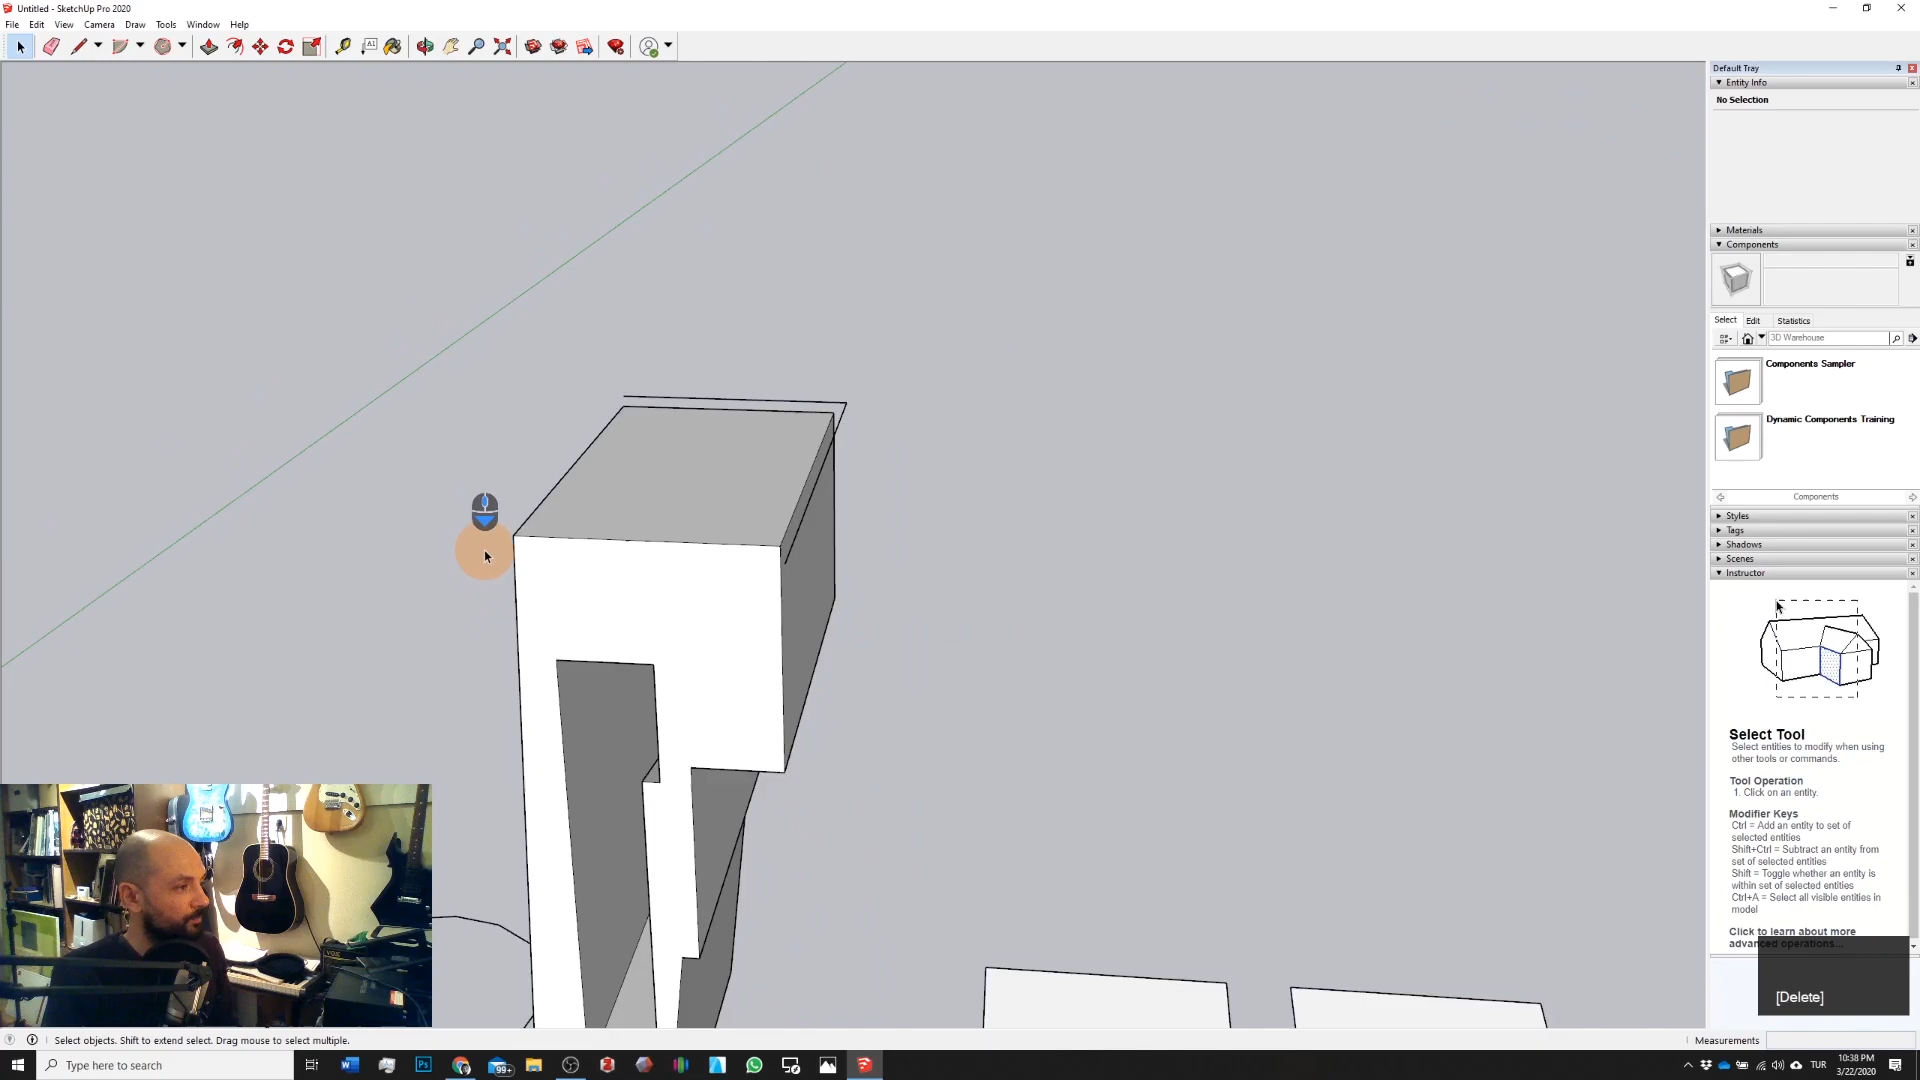 Untitled - SketchUp Pro 2020
File Edit View Camera Draw Tools Window Help
A1
Default Tray
Entity Info
No Selection
Materials
Components
Select Edit Statistics
3D Warehouse
Components Sampler
Dynamic Components Training
Components
Styles
Tags
Shadows
Scenes
Instructor
Select Tool
Select entities to modify when using
other tools or commands.
Tool Operation
1. Click on an entity.
Modifier Keys
Ctrl = Add an entity to set of
selected entities
Shift+Ctrl = Subtract an entity from
set of selected entities
Shift = Toggle whether an entity is
within set of selected entities
Ctrl+A = Select all visible entities in
model
Click to learn about more
advanced operations...
[Delete]
Select objects. Shift to extend select. Drag mouse to select multiple.
Measurements
Type here to search
99+
TUR
10:38 PM
3/22/2020